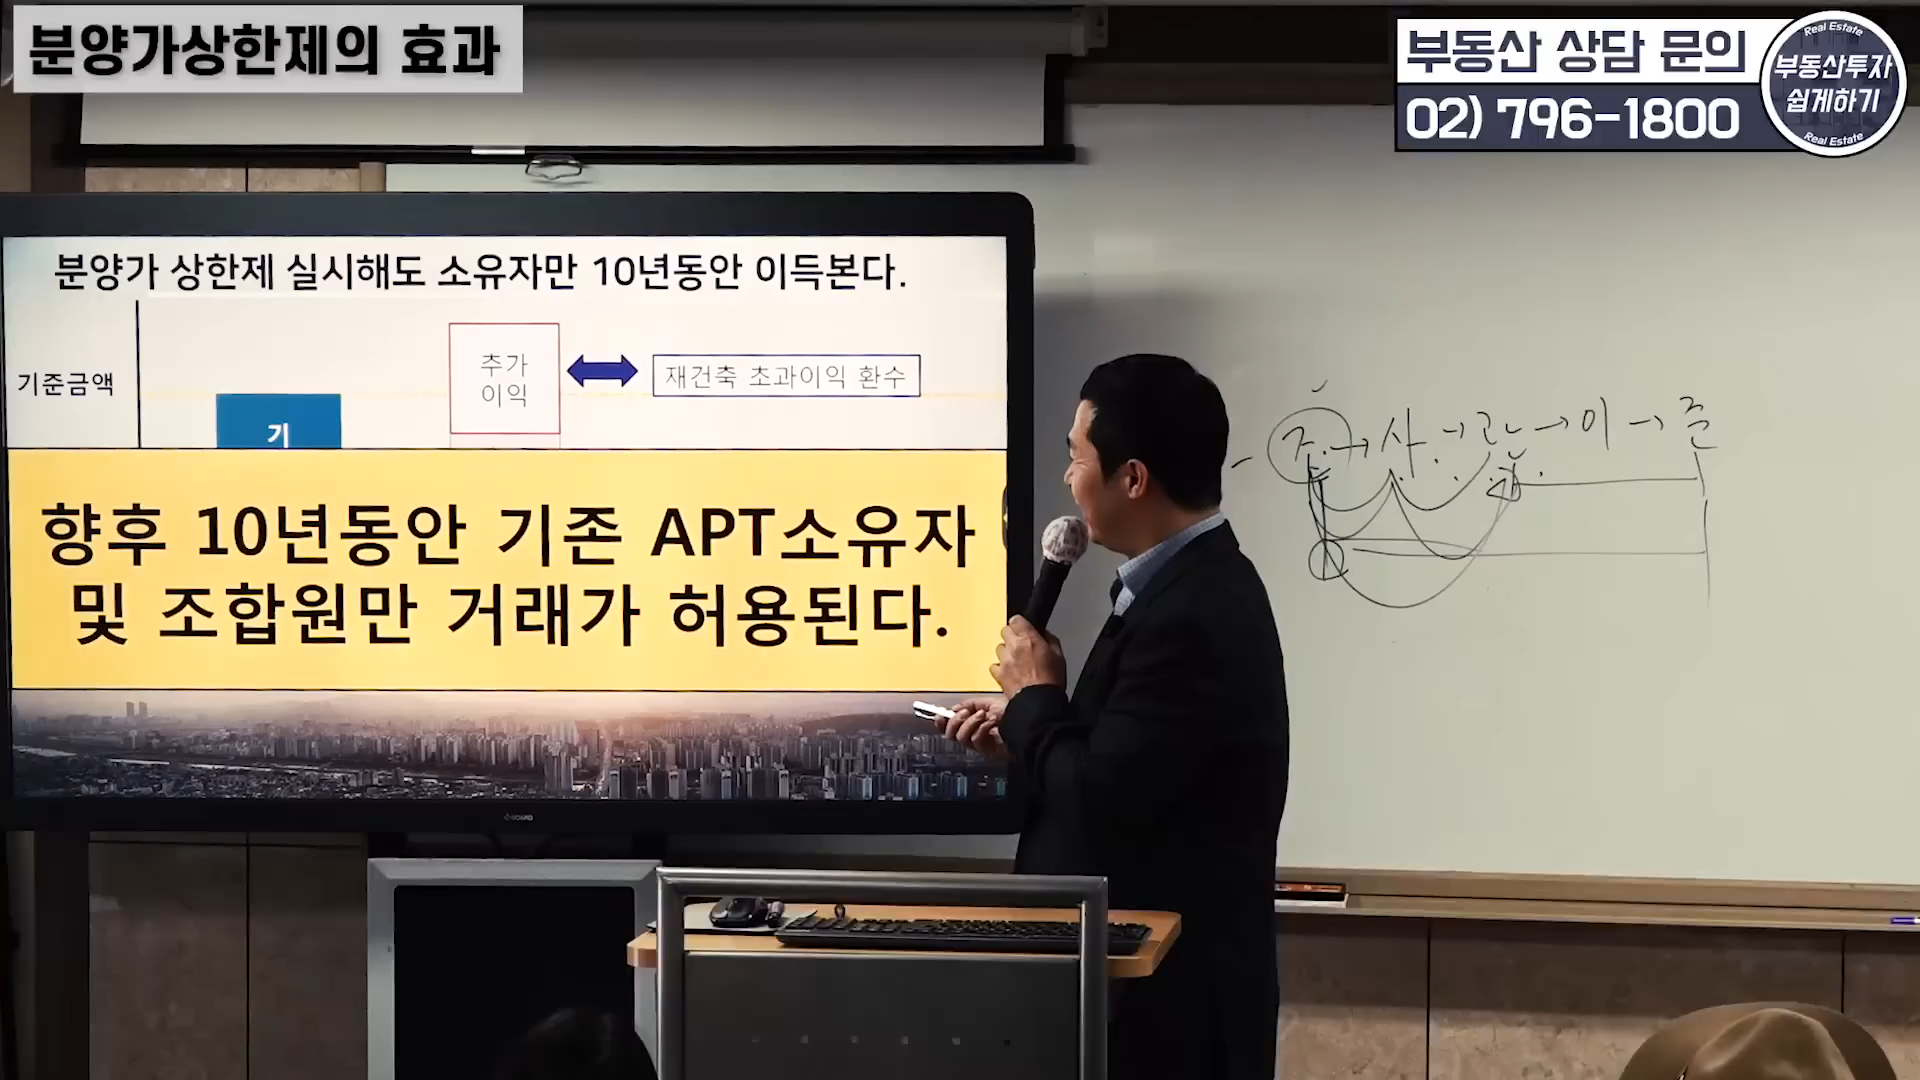 분양가상한제의 효과
부동산 상담 문의
02) 796-1800
Real Estate
부동산투자
쉽게하기
Real Estate
분양가 상한제 실시해도 소유자만 10년동안 이득본다.
기준금액
추가
이익
재건축 초과이익 환수
기
향후 10년동안 기존 APT소유자
및 조합원만 거래가 허용된다.
조→사→관→이→준